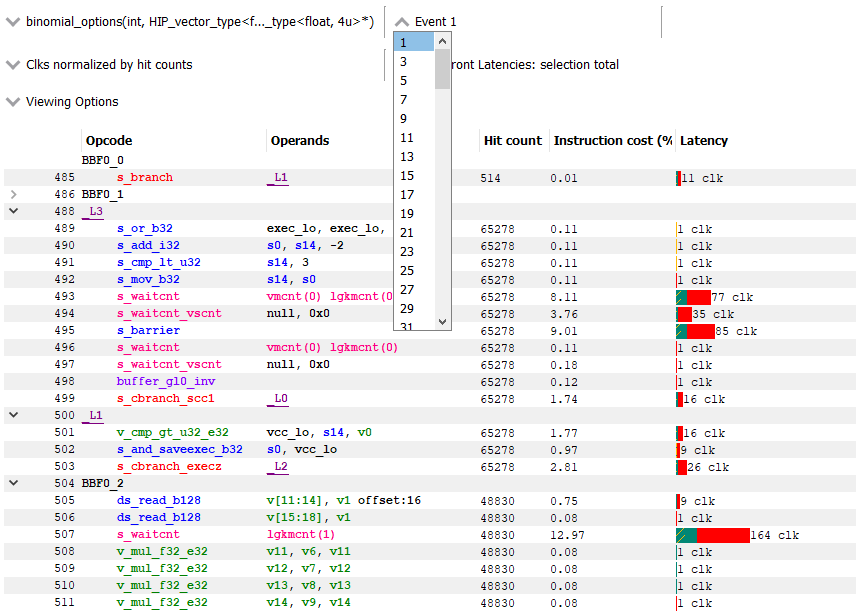 binomial_options(int, HIP_vector_type<f..._type<float, 4u>*) Event 1
Clks normalized by hit counts ront Latencies: selection total
Viewing Options
1
3
5
7
9
11
13
15
17
19
21
23
25
27
29
31
Opcode Operands Hit count Instruction cost (% Latency
BBF0_0
485 s_branch _L1 514 0.01 11 clk
486 BBF0_1
488 _L3
489 s_or_b32 exec_lo, exec_lo, 65278 0.11 1 clk
490 s_add_i32 s0, s14, -2 65278 0.11 1 clk
491 s_cmp_lt_u32 s14, 3 65278 0.11 1 clk
492 s_mov_b32 s14, s0 65278 0.11 1 clk
493 s_waitcnt vmcnt(0) lgkmcnt(0 65278 8.11 77 clk
494 s_waitcnt_vscnt null, 0x0 65278 3.76 35 clk
495 s_barrier 65278 9.01 85 clk
496 s_waitcnt vmcnt(0) lgkmcnt(0) 65278 0.11 1 clk
497 s_waitcnt_vscnt null, 0x0 65278 0.18 1 clk
498 buffer_gl0_inv 65278 0.12 1 clk
499 s_cbranch_scc1 _L0 65278 1.74 16 clk
500 _L1
501 v_cmp_gt_u32_e32 vcc_lo, s14, v0 65278 1.77 16 clk
502 s_and_saveexec_b32 s0, vcc_lo 65278 0.97 9 clk
503 s_cbranch_execz _L2 65278 2.81 26 clk
504 BBF0_2
505 ds_read_b128 v[11:14], v1 offset:16 48830 0.75 9 clk
506 ds_read_b128 v[15:18], v1 48830 0.08 1 clk
507 s_waitcnt lgkmcnt(1) 48830 12.97 164 clk
508 v_mul_f32_e32 v11, v6, v11 48830 0.08 1 clk
509 v_mul_f32_e32 v12, v7, v12 48830 0.08 1 clk
510 v_mul_f32_e32 v13, v8, v13 48830 0.08 1 clk
511 v_mul_f32_e32 v14, v9, v14 48830 0.08 1 clk